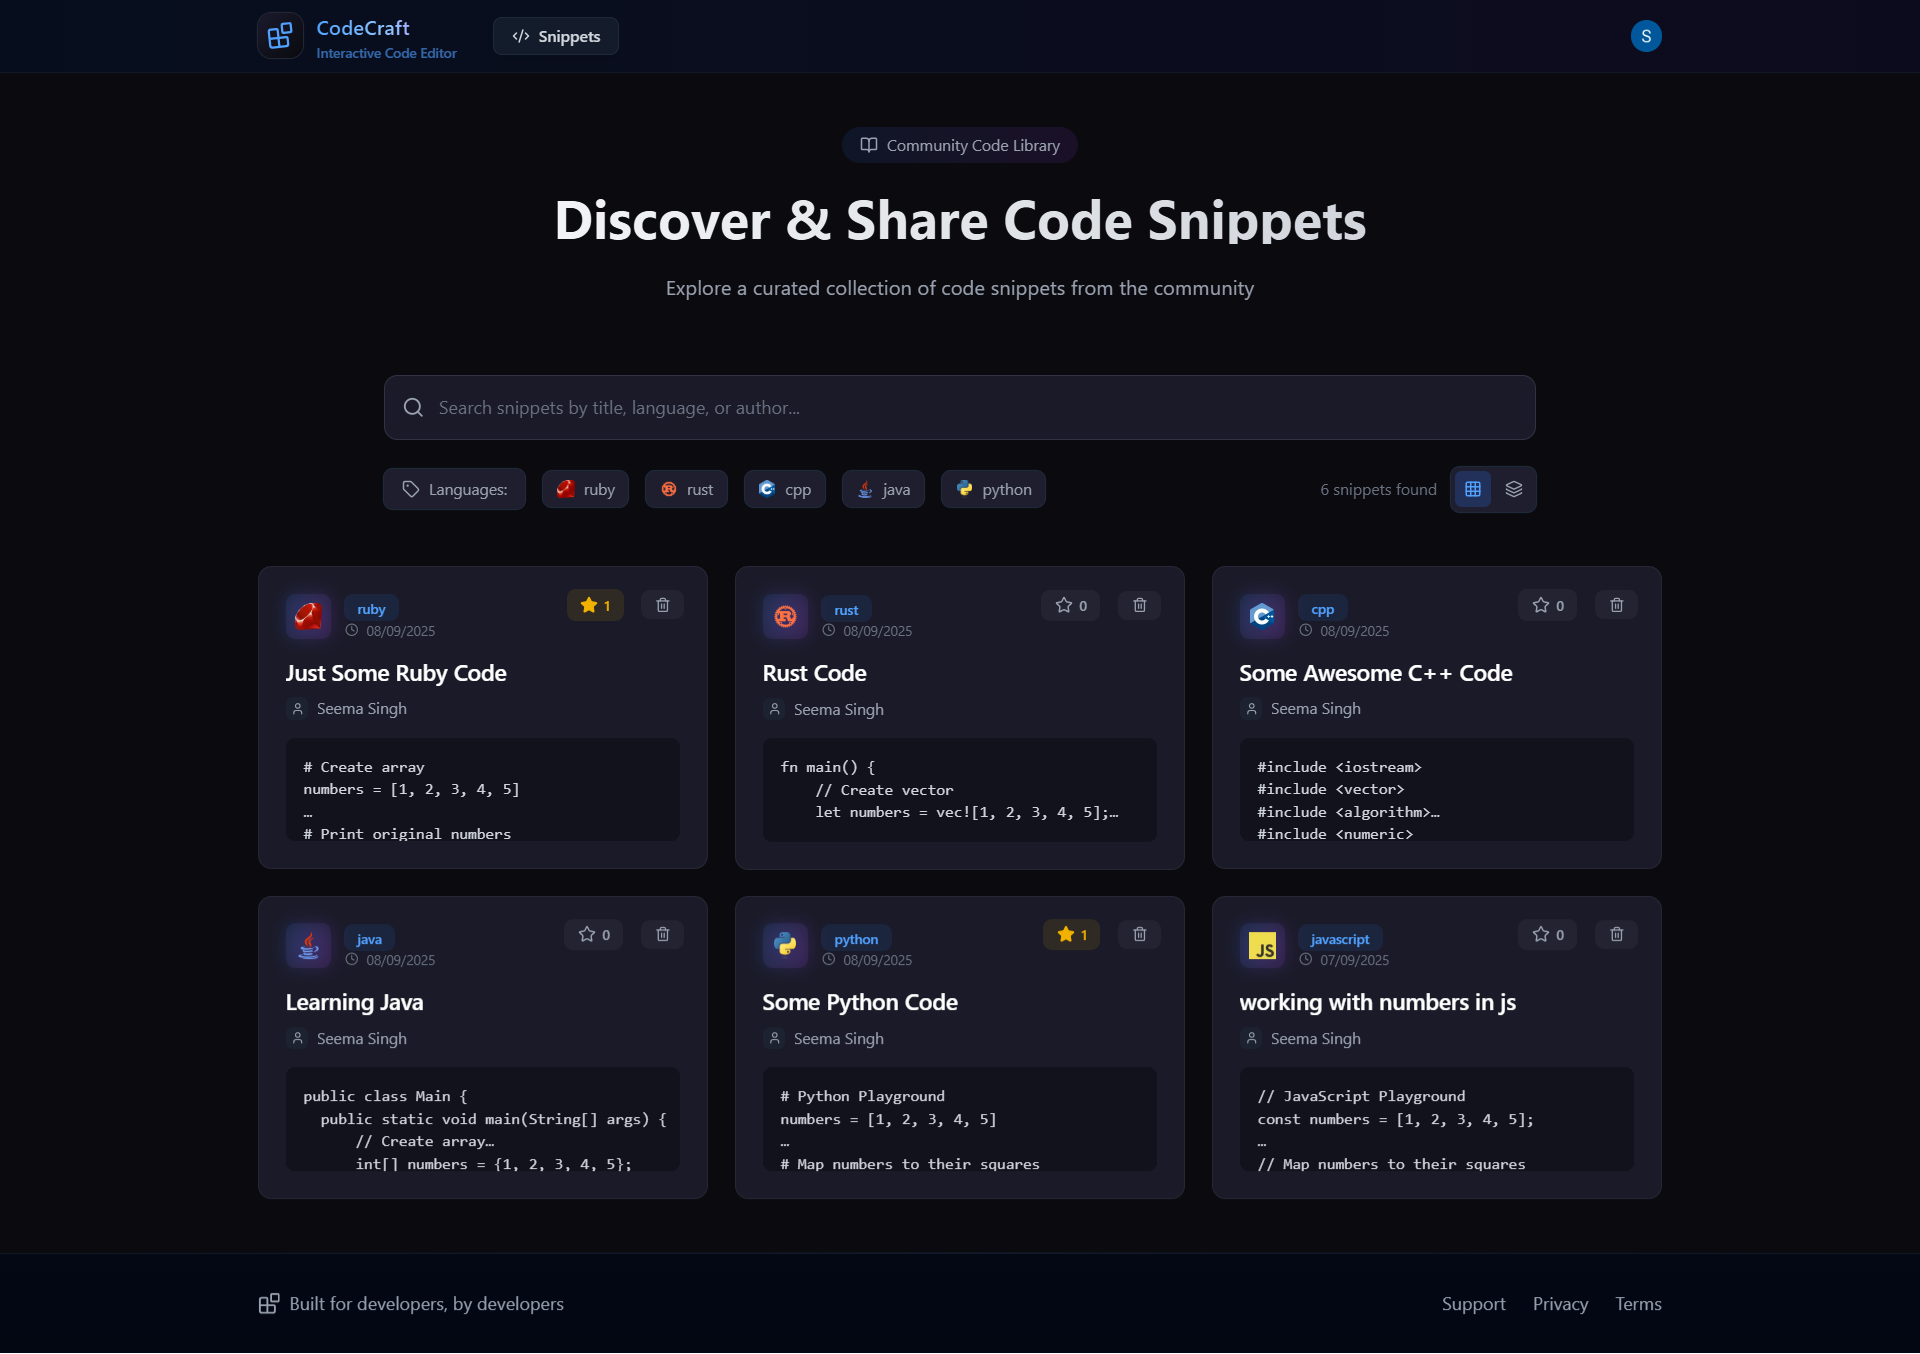 CodeCraft
Interactive Code Editor
</> Snippets
S
Community Code Library
Discover & Share Code Snippets
Explore a curated collection of code snippets from the community
Search snippets by title, language, or author...
Languages:
ruby
rust
cpp
java
python
6 snippets found
ruby
1
08/09/2025
Just Some Ruby Code
Seema Singh
# Create array
numbers = [1, 2, 3, 4, 5]
…
# Print original numbers
rust
0
08/09/2025
Rust Code
Seema Singh
fn main() {
// Create vector
let numbers = vec![1, 2, 3, 4, 5];…
cpp
0
08/09/2025
Some Awesome C++ Code
Seema Singh
#include <iostream>
#include <vector>
#include <algorithm>…
#include <numeric>
java
0
08/09/2025
Learning Java
Seema Singh
public class Main {
public static void main(String[] args) {
// Create array…
int[] numbers = {1, 2, 3, 4, 5};
python
1
08/09/2025
Some Python Code
Seema Singh
# Python Playground
numbers = [1, 2, 3, 4, 5]
…
# Map numbers to their squares
JS
javascript
0
07/09/2025
working with numbers in js
Seema Singh
// JavaScript Playground
const numbers = [1, 2, 3, 4, 5];
…
// Map numbers to their squares
Built for developers, by developers
Support
Privacy
Terms